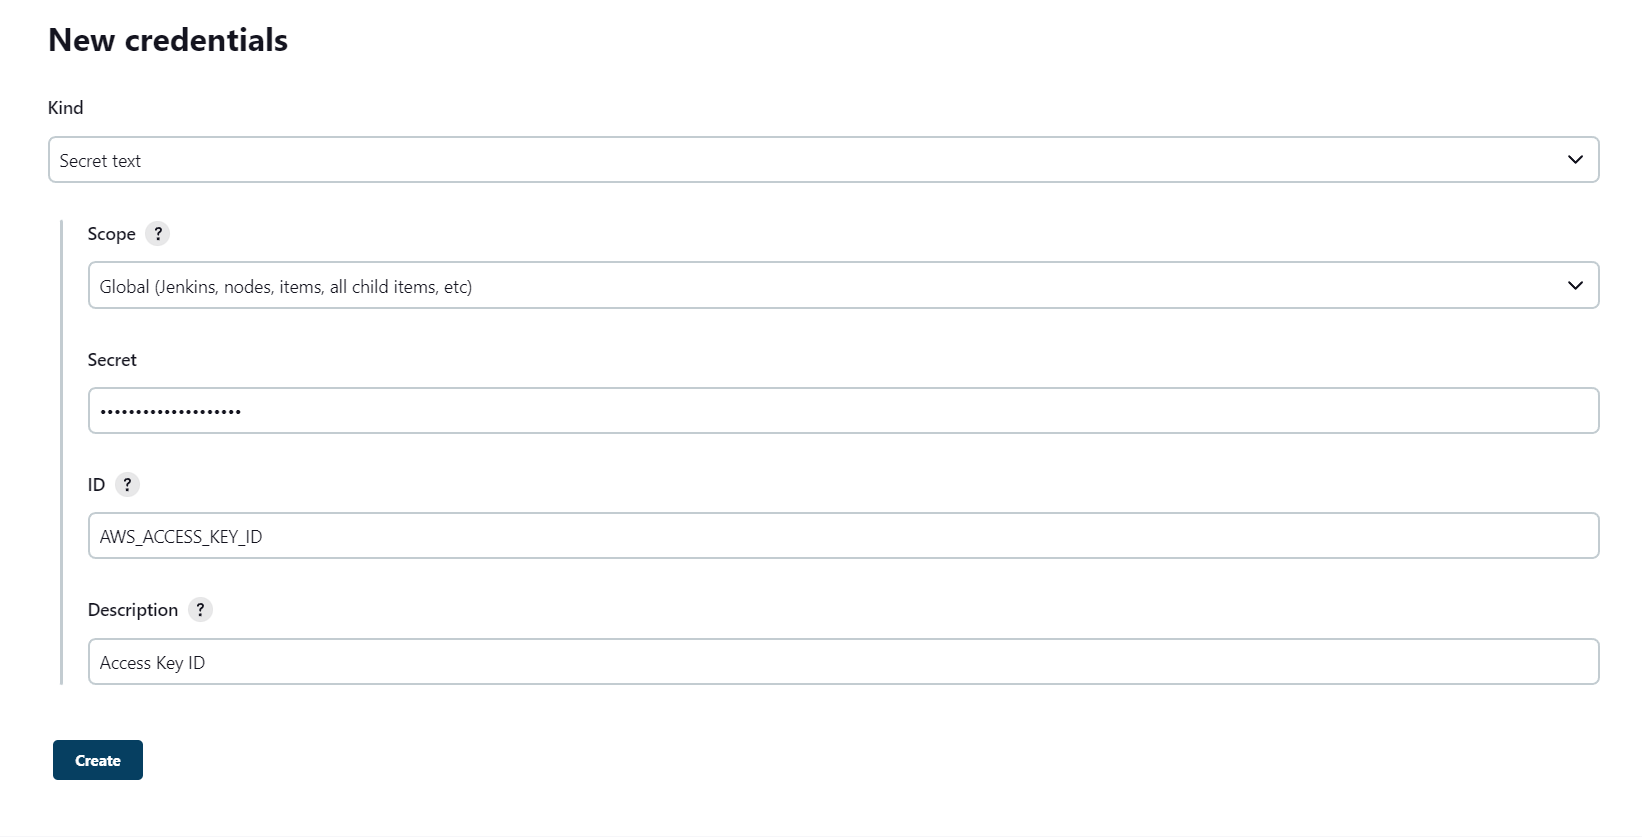 New credentials
Kind
Secret text
Scope ?
Global (Jenkins, nodes, items, all child items, etc)
Secret
••••••••••••••••••••
ID ?
AWS_ACCESS_KEY_ID
Description ?
Access Key ID
Create